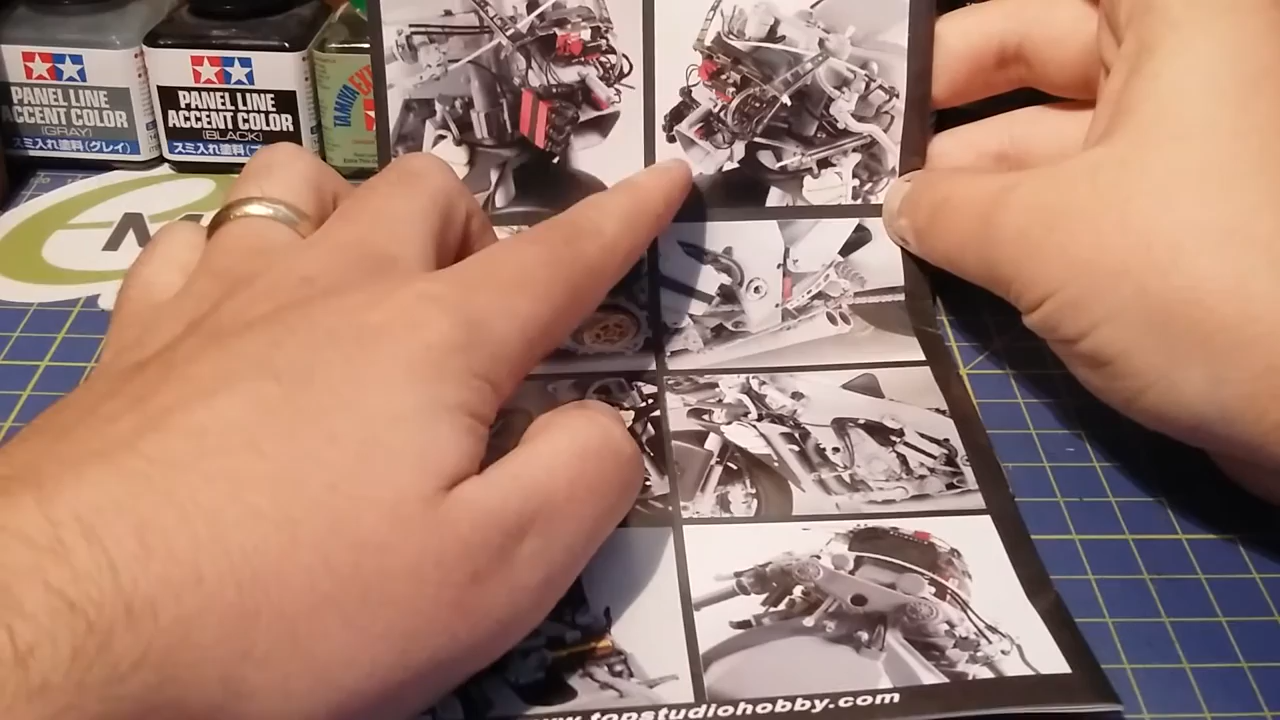 PANEL LINE
ACCENT COLOR
(GRAY)
スミ入れ塗料(グレイ)
PANEL LINE
ACCENT COLOR
(BLACK)
スミ入れ塗料
TAMIYA
www.topstudiohobby.com